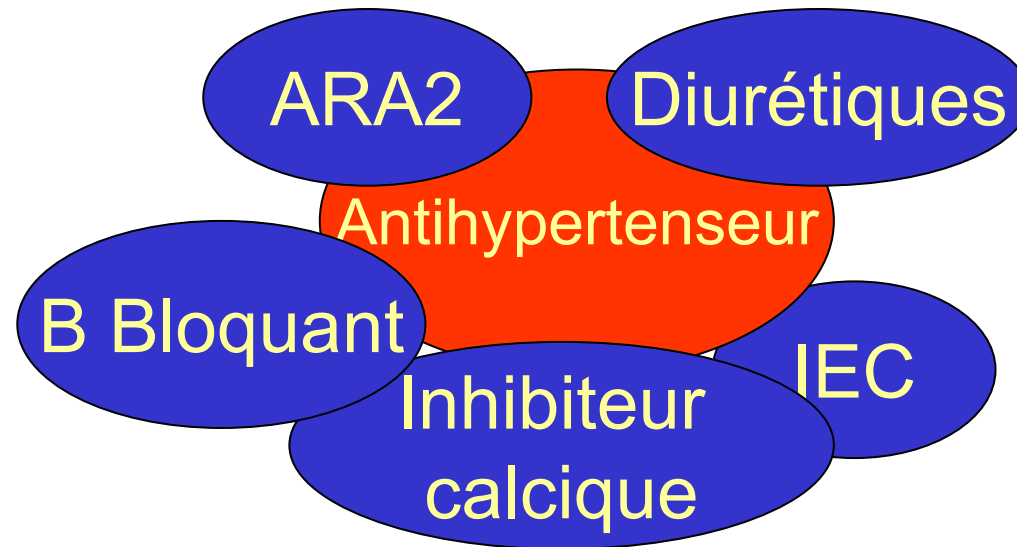 ARA2
Diurétiques
Antihypertenseur
B Bloquant
IEC
Inhibiteur
calcique